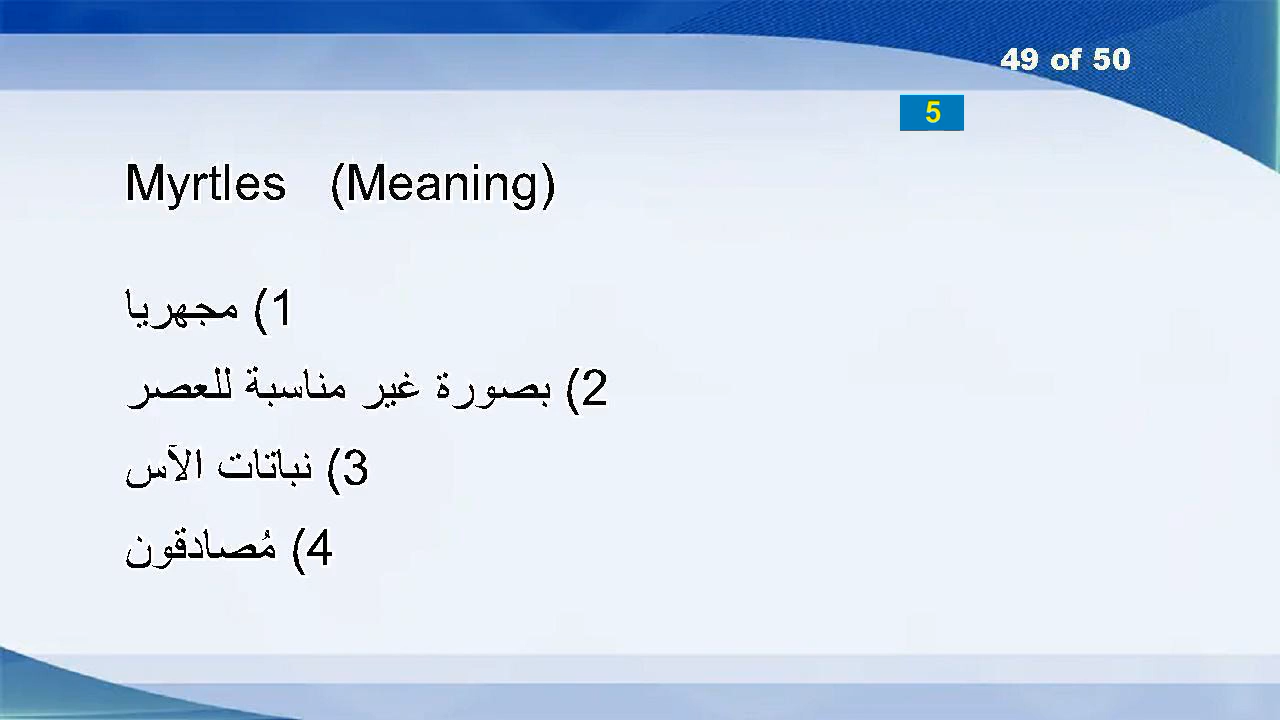 49 of 50
5
Myrtles (Meaning)
1) مجهريا
2) بصورة غير مناسبة للعصر
3) نباتات الآس
4) مُصادقون